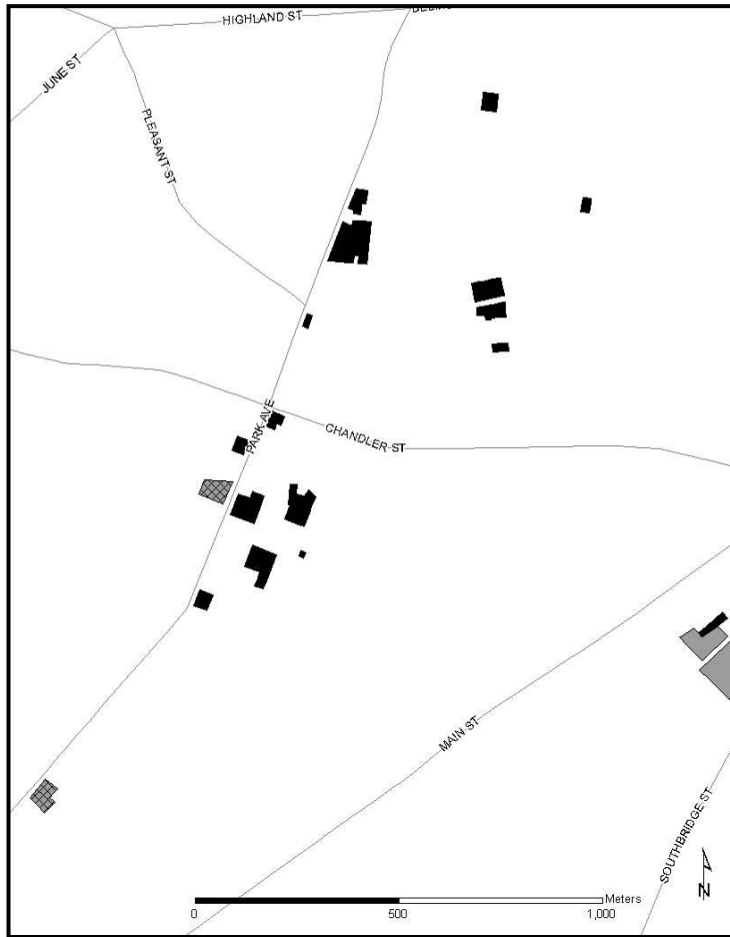 HIGHLAND ST
JUNE ST
PLEASANT ST
PARK AVE
CHANDLER ST
MAIN ST
SOUTHBRIDGE ST
N
Meters
0 500 1,000